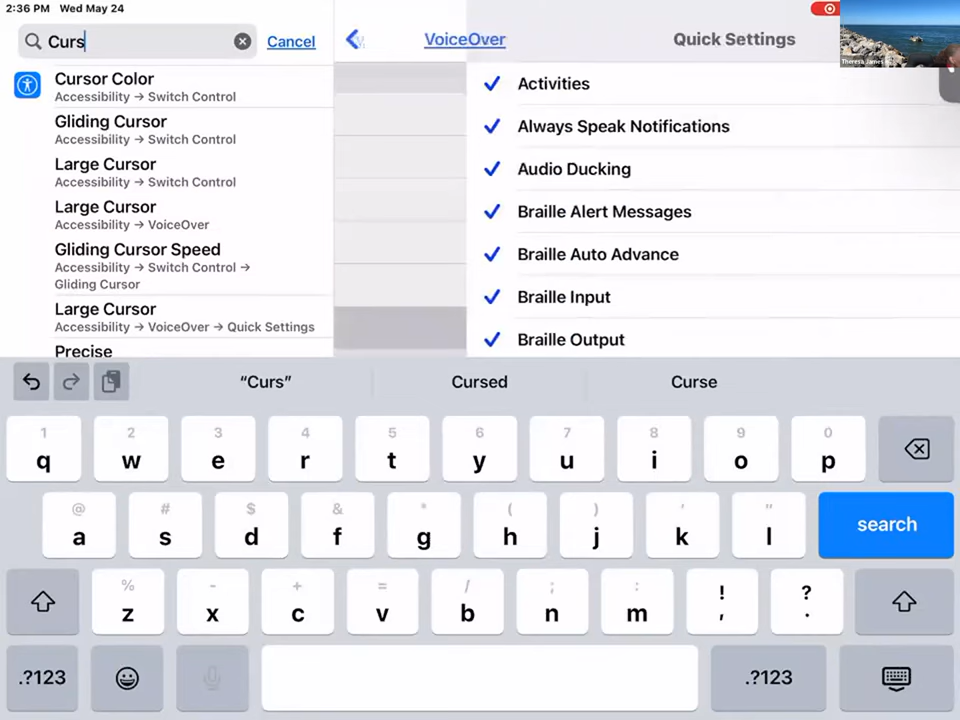 2:36 PM Wed May 24
Curs
Cancel
VoiceOver
Quick Settings
Cursor Color
Accessibility → Switch Control
Gliding Cursor
Accessibility → Switch Control
Large Cursor
Accessibility → Switch Control
Large Cursor
Accessibility → VoiceOver
Gliding Cursor Speed
Accessibility → Switch Control →
Gliding Cursor
Large Cursor
Accessibility → VoiceOver → Quick Settings
Precise
Activities
Always Speak Notifications
Audio Ducking
Braille Alert Messages
Braille Auto Advance
Braille Input
Braille Output
“Curs”
Cursed
Curse
1 2 3 4 5 6 7 8 9 0
q w e r t y u i o p
@ # $ & * ( ) ' "
a s d f g h j k l
search
% - + = / ; : ! ?
z x c v b n m , .
.?123
.?123